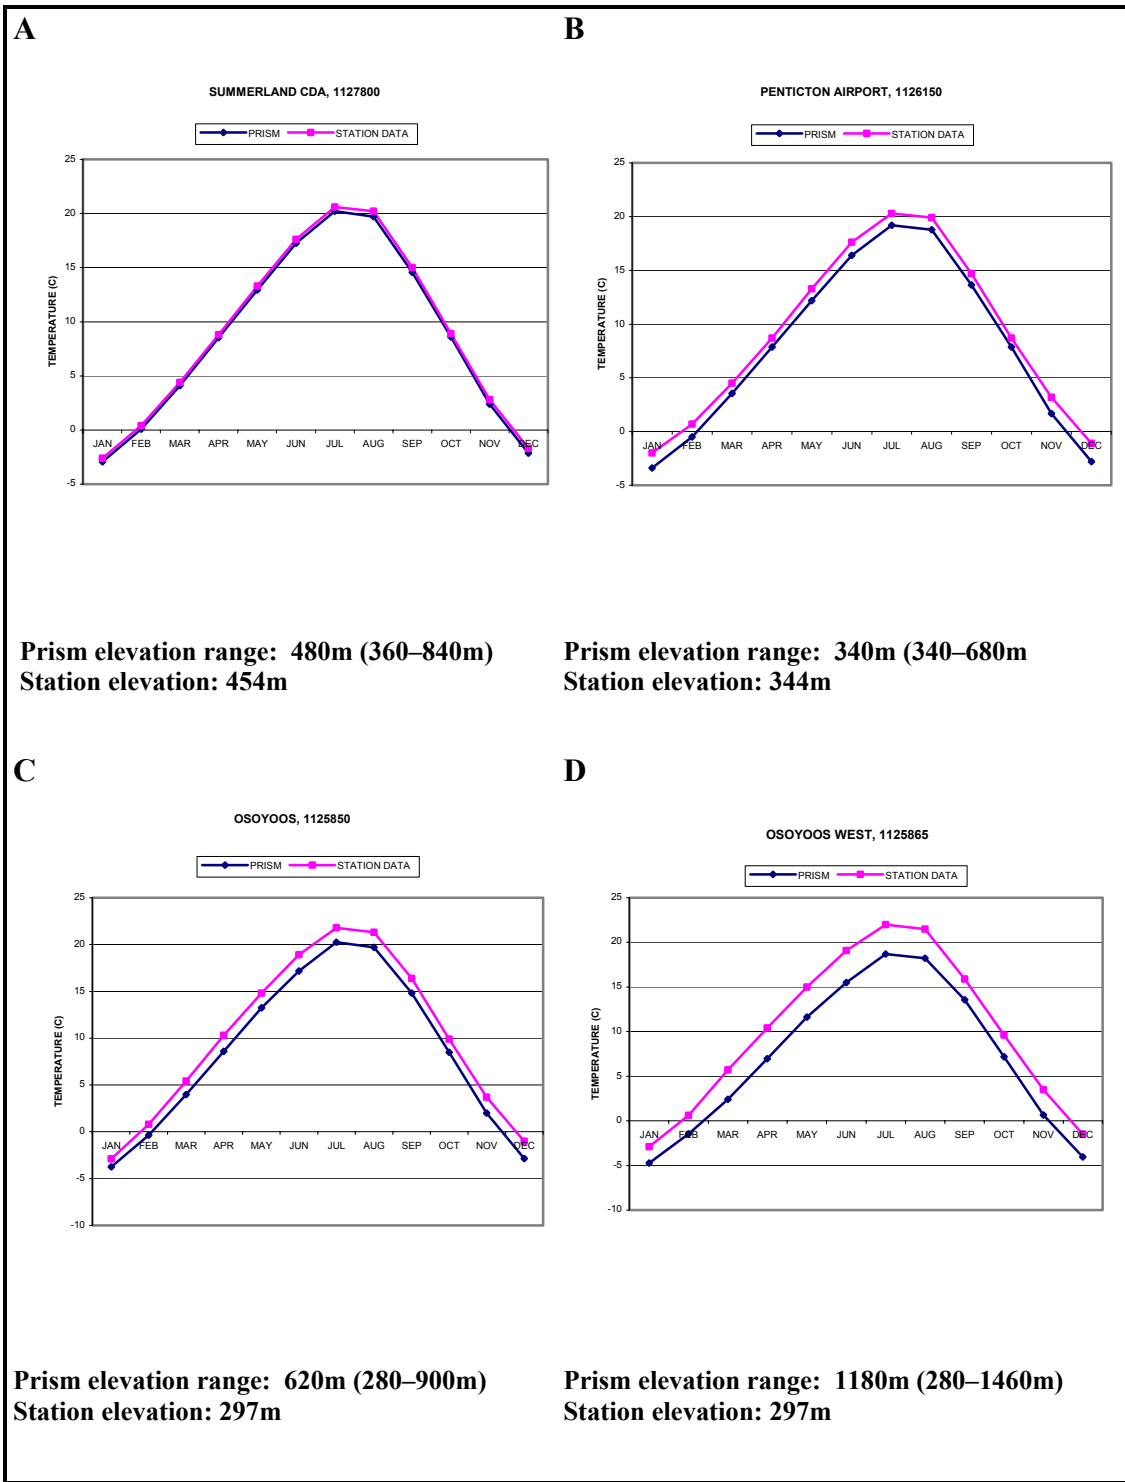 A
SUMMERLAND CDA, 1127800
PRISM STATION DATA
TEMPERATURE (C)
25
20
15
10
5
0
-5
JAN FEB MAR APR MAY JUN JUL AUG SEP OCT NOV DEC
Prism elevation range: 480m (360–840m)
Station elevation: 454m
B
PENTICTON AIRPORT, 1126150
PRISM STATION DATA
TEMPERATURE (C)
25
20
15
10
5
0
-5
JAN FEB MAR APR MAY JUN JUL AUG SEP OCT NOV DEC
Prism elevation range: 340m (340–680m
Station elevation: 344m
C
OSOYOOS, 1125850
PRISM STATION DATA
TEMPERATURE (C)
25
20
15
10
5
0
-5
-10
JAN FEB MAR APR MAY JUN JUL AUG SEP OCT NOV DEC
Prism elevation range: 620m (280–900m)
Station elevation: 297m
D
OSOYOOS WEST, 1125865
PRISM STATION DATA
TEMPERATURE (C)
25
20
15
10
5
0
-5
-10
JAN FEB MAR APR MAY JUN JUL AUG SEP OCT NOV DEC
Prism elevation range: 1180m (280–1460m)
Station elevation: 297m